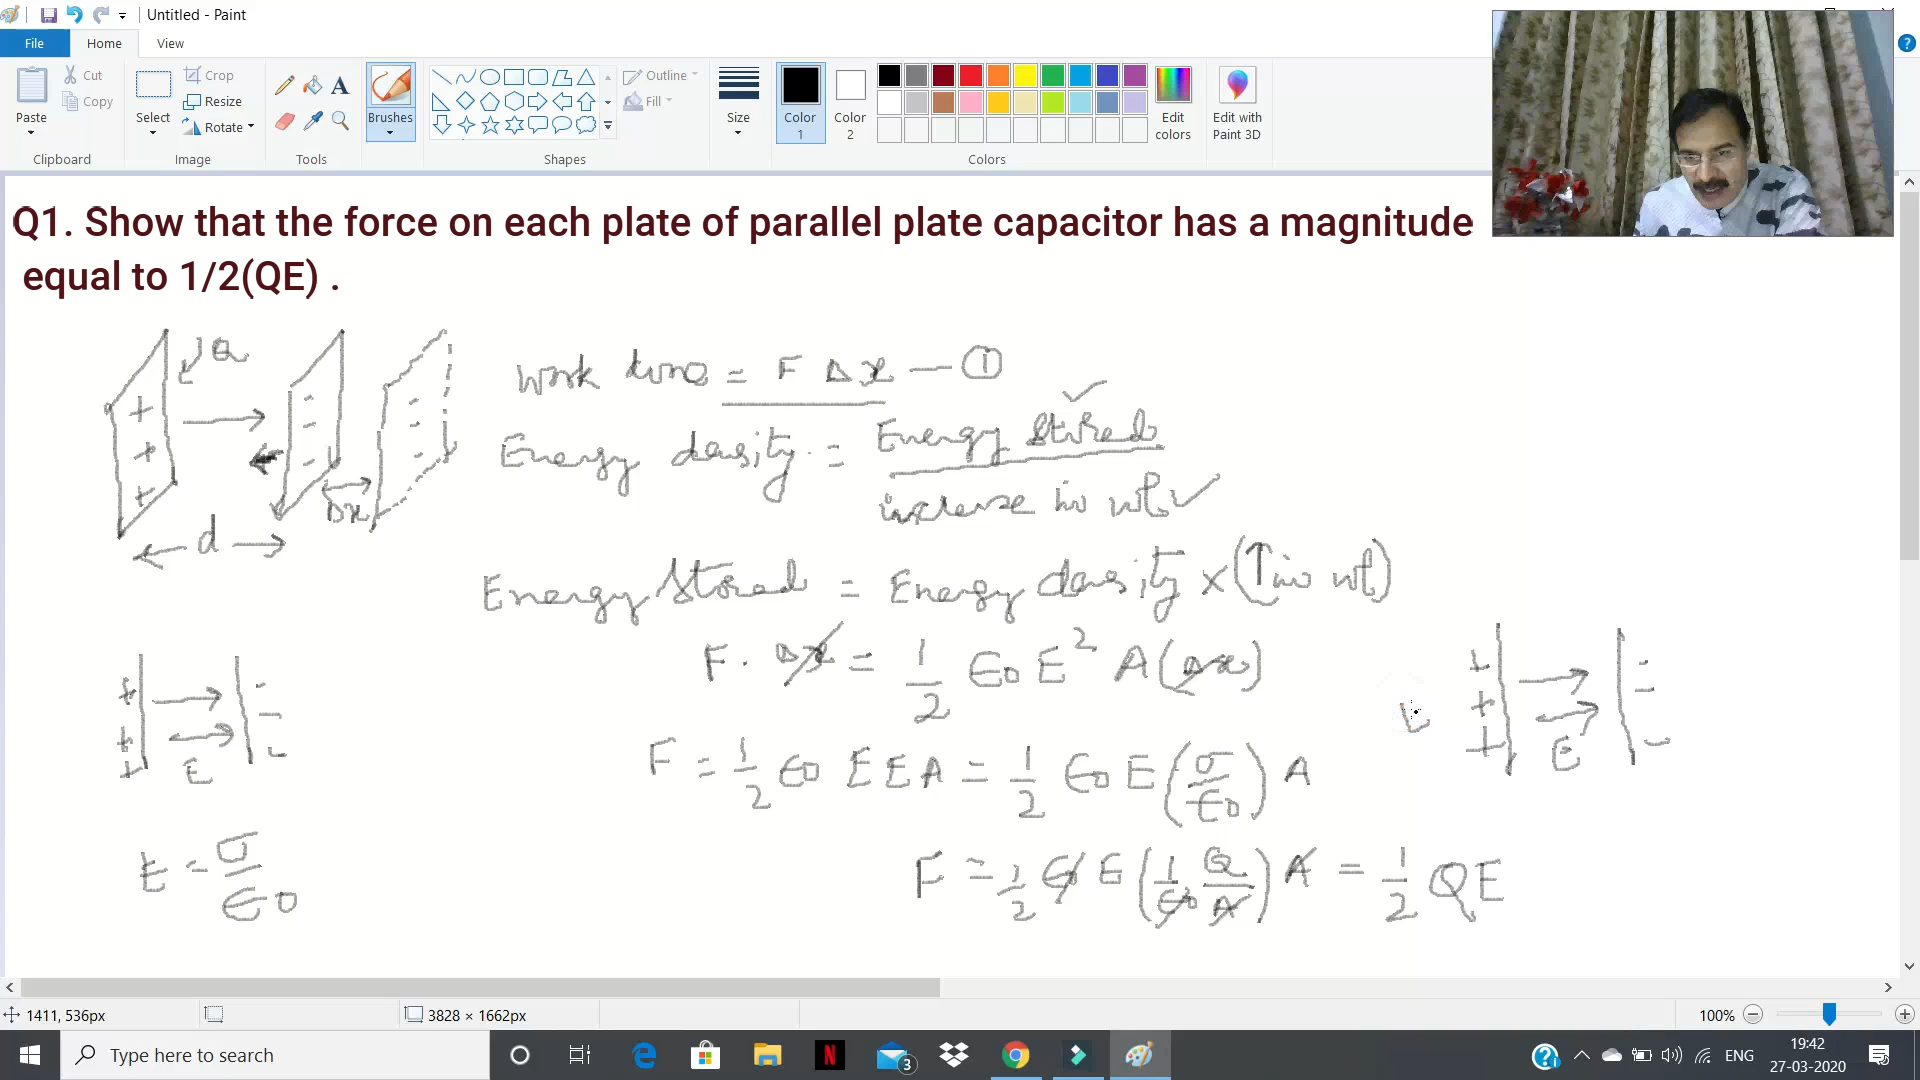 Untitled - Paint
File Home View
Cut
Copy
Paste
Clipboard
Select
Crop
Resize
Rotate
Image
Tools
Brushes
Outline
Fill
Shapes
Size
Color 1
Color 2
Edit colors
Colors
Edit with Paint 3D
Q1. Show that the force on each plate of parallel plate capacitor has a magnitude
equal to 1/2(QE) .
Q
+ + +
- - -
- - -
Δx
d
Work done = F Δx — ①
Energy density = Energy stored / increase in vol.
Energy stored = Energy density × (↑ in vol)
F . Δx = 1/2 ϵ0 E² A (Δx)
F = 1/2 ϵ0 E E A = 1/2 ϵ0 E (σ/ϵ0) A
F = 1/2 ϵ0 E (1/ϵ0 Q/A) A = 1/2 QE
+ + + E - - -
E = σ/ϵ0
+ + + E - - -
1411, 536px
3828 × 1662px
100%
Type here to search
N
3
ENG
19:42
27-03-2020